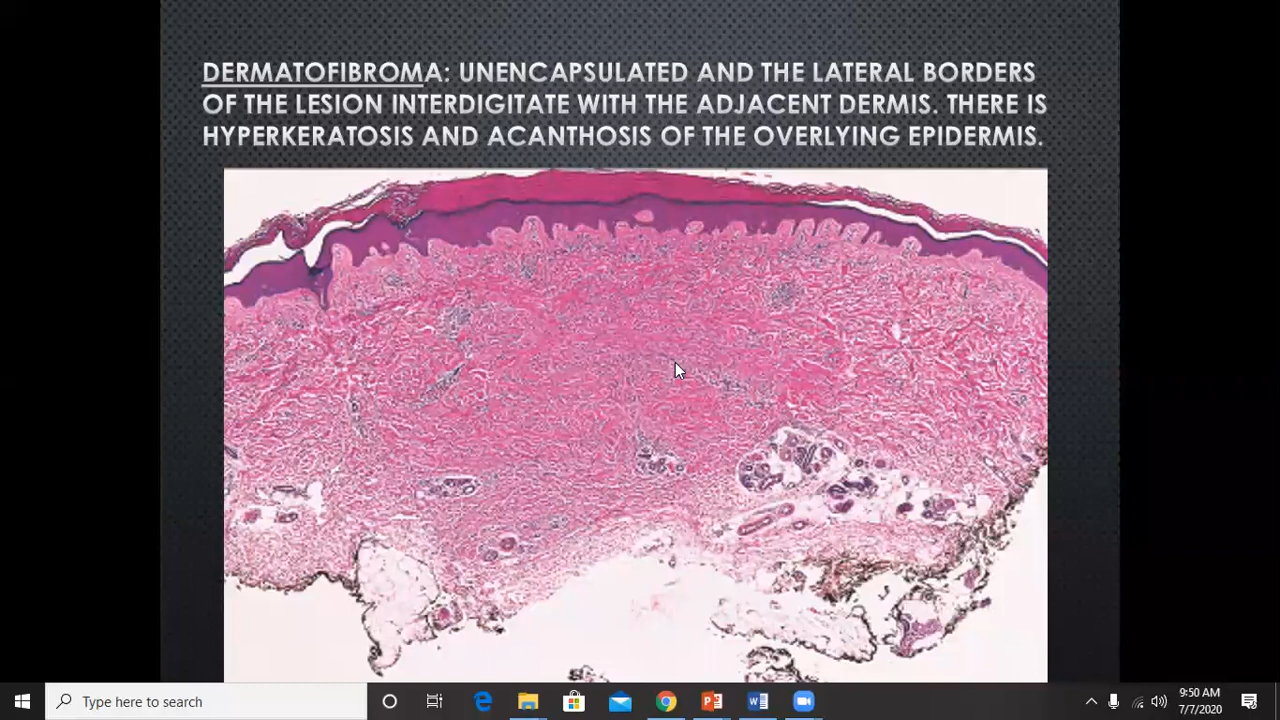 DERMATOFIBROMA: UNENCAPSULATED AND THE LATERAL BORDERS
OF THE LESION INTERDIGITATE WITH THE ADJACENT DERMIS. THERE IS
HYPERKERATOSIS AND ACANTHOSIS OF THE OVERLYING EPIDERMIS.
Type here to search
9:50 AM
7/7/2020